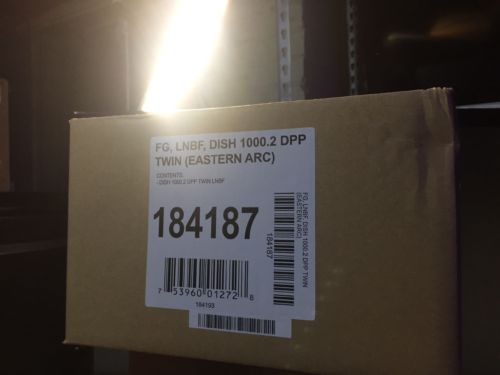 FG, LNBF, DISH 1000.2 DPP
TWIN (EASTERN ARC)
CONTENTS:
- DISH 1000.2 DPP TWIN LNBF
184187
7 53960 01272 8
184193
FG, LNBF, DISH 1000.2 DPP TWIN
(EASTERN ARC)
184187